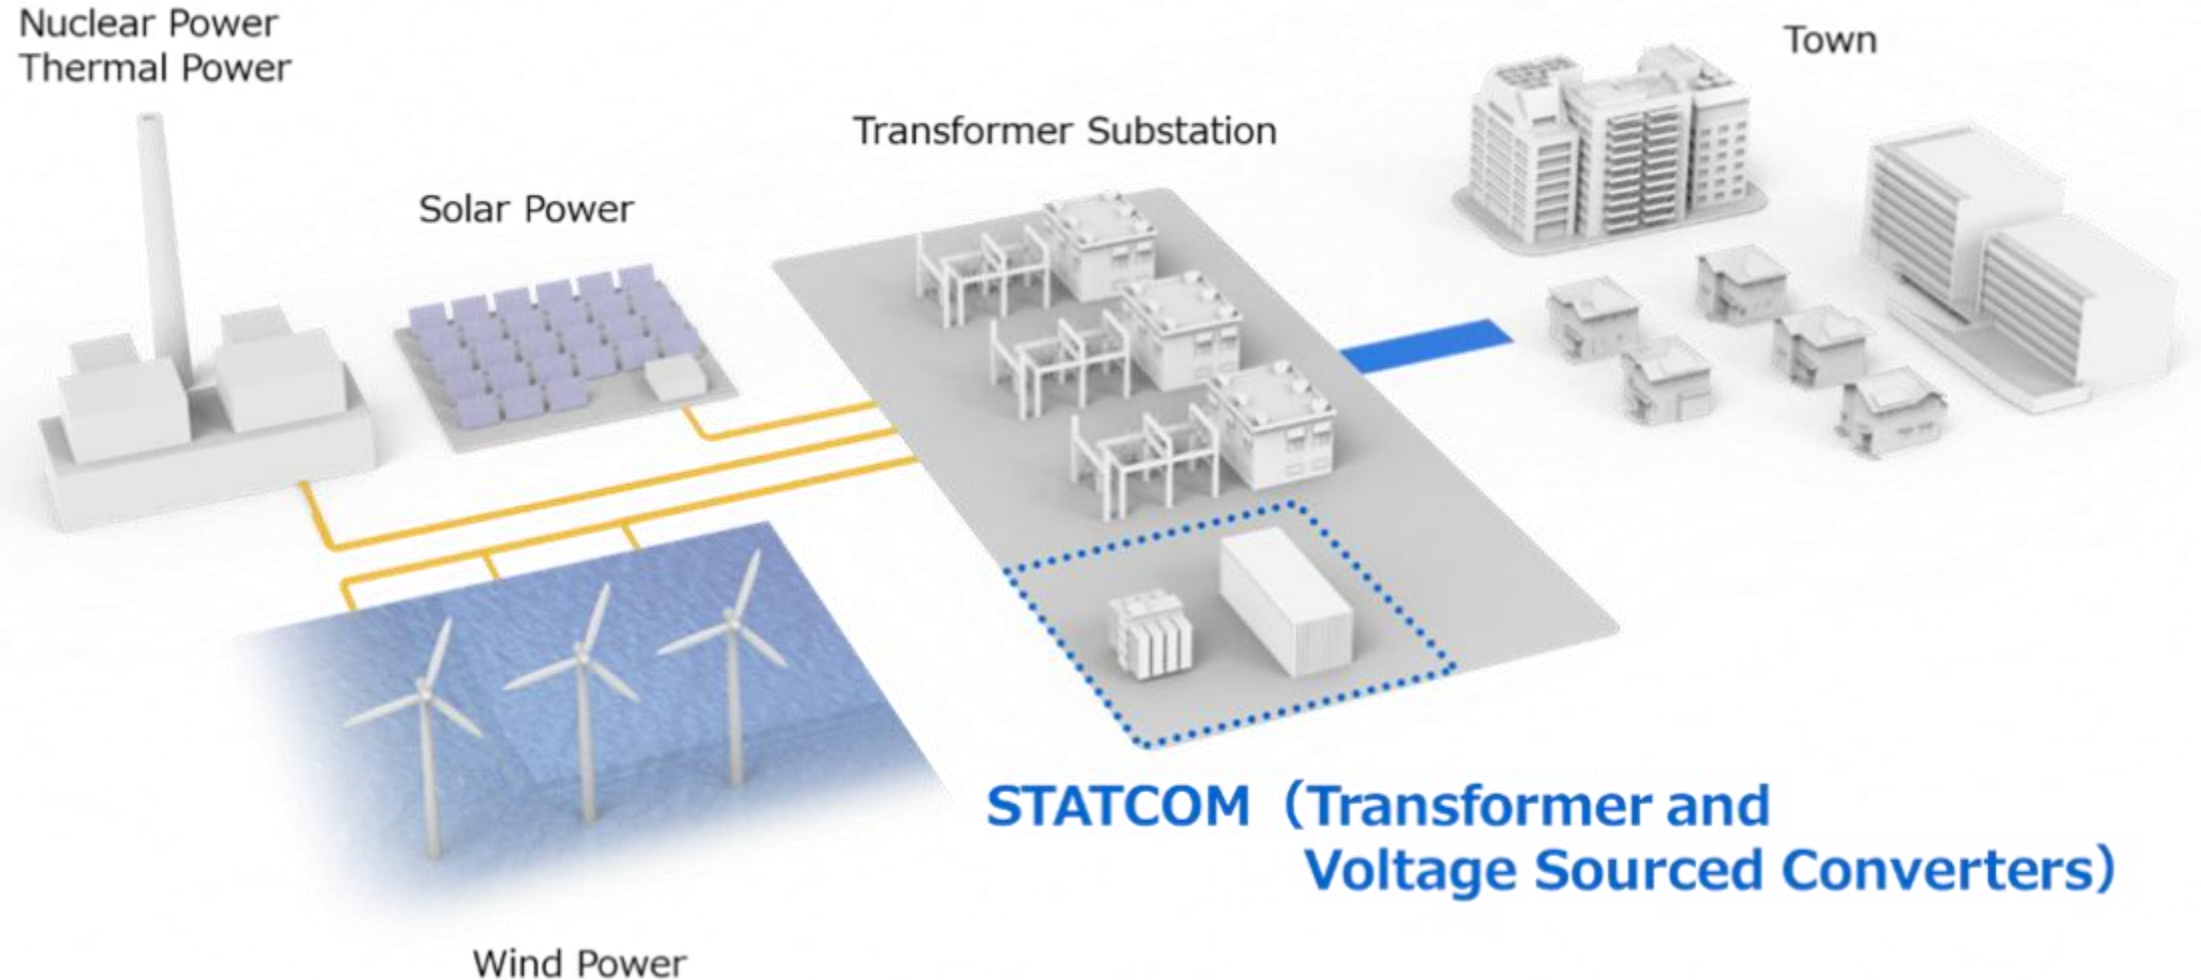 Nuclear Power
Thermal Power
Town
Transformer Substation
Solar Power
STATCOM（Transformer and
Voltage Sourced Converters）
Wind Power